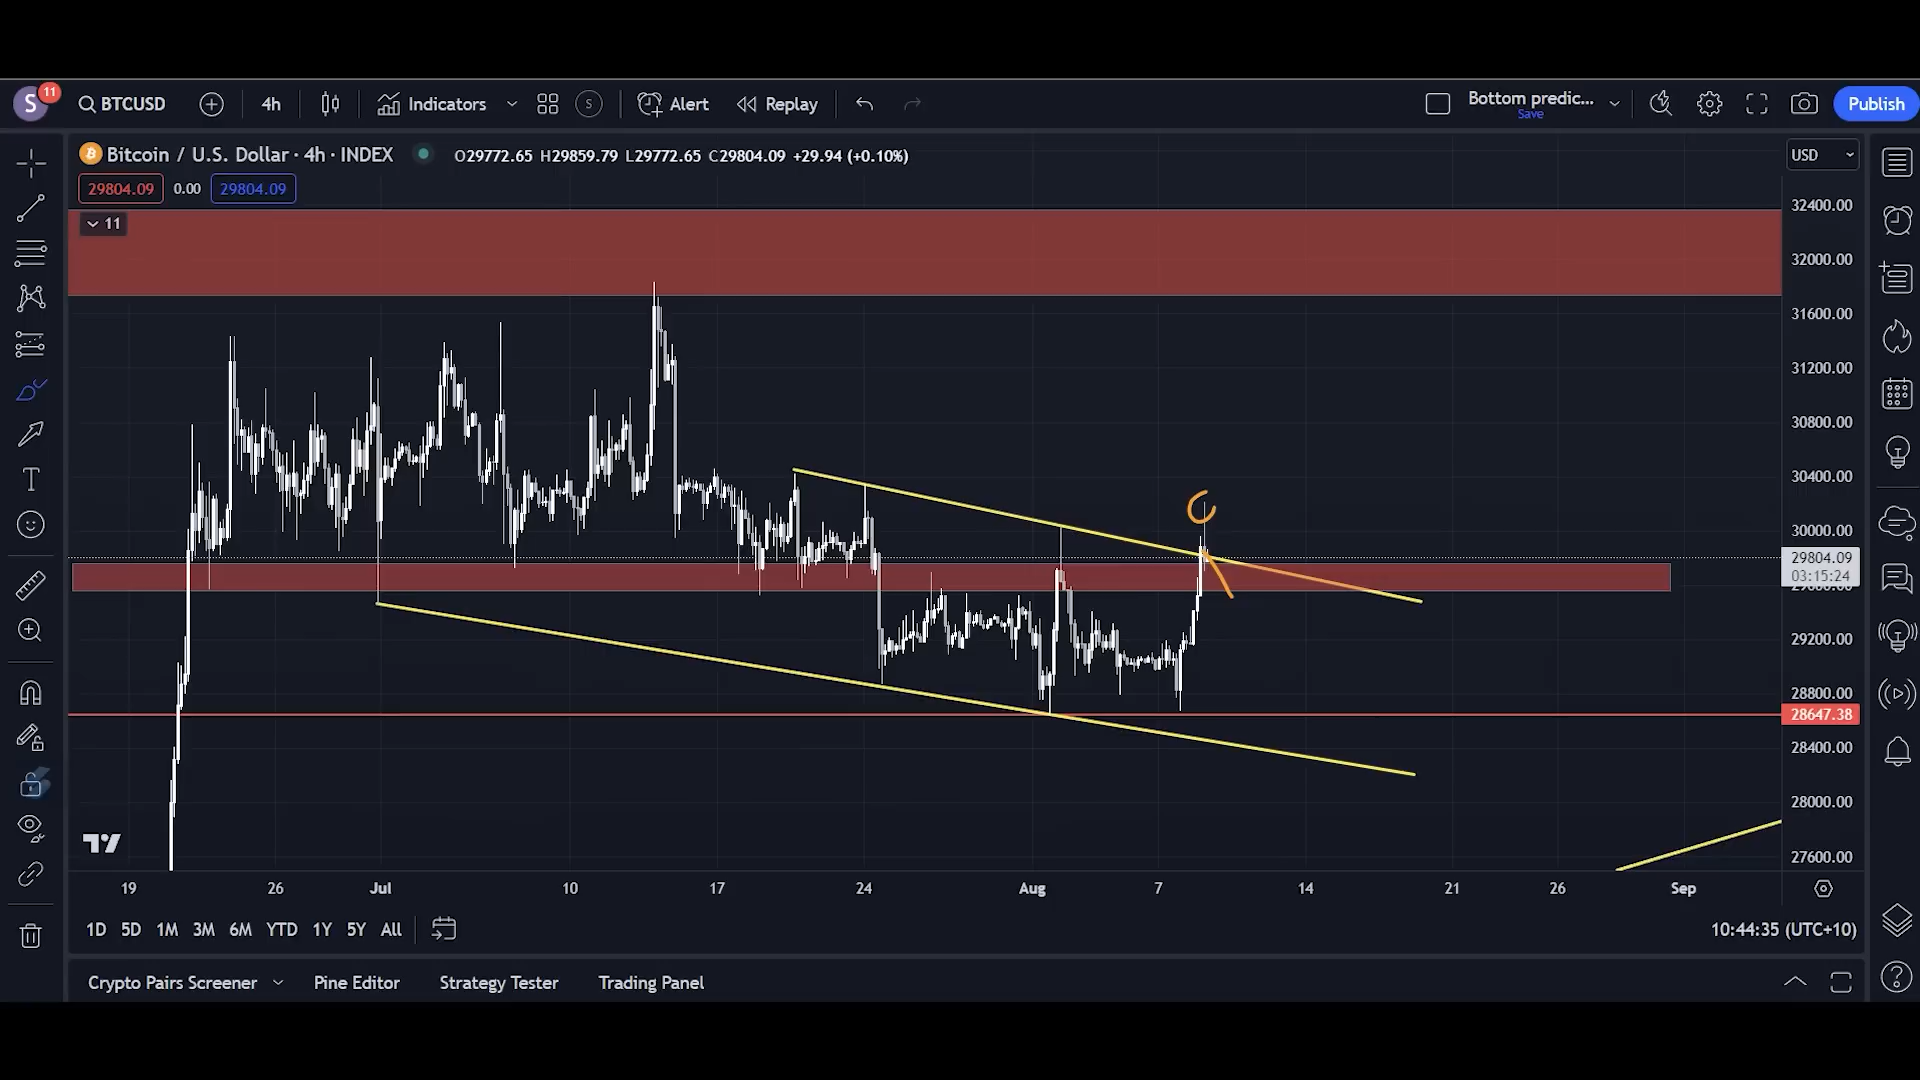 S 11 BTCUSD 4h Indicators S Alert Replay Bottom predic... Save Publish
Bitcoin / U.S. Dollar · 4h · INDEX O29772.65 H29859.79 L29772.65 C29804.09 +29.94 (+0.10%) USD
29804.09 0.00 29804.09
11
32400.00
32000.00
31600.00
31200.00
30800.00
30400.00
30000.00
29804.09
03:15:24
29200.00
28800.00
28647.38
28400.00
28000.00
27600.00
19 26 Jul 10 17 24 Aug 7 14 21 26 Sep
1D 5D 1M 3M 6M YTD 1Y 5Y All 10:44:35 (UTC+10)
Crypto Pairs Screener Pine Editor Strategy Tester Trading Panel